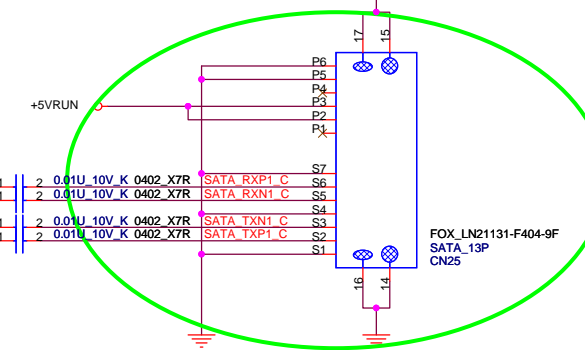 17
15
P6
P5
P4
+5VRUN
P3
P2
P1
S7
2 0.01U_10V_K 0402_X7R SATA_RXP1_C S6
2 0.01U_10V_K 0402_X7R SATA_RXN1_C S5
S4
2 0.01U_10V_K 0402_X7R SATA_TXN1_C S3
2 0.01U_10V_K 0402_X7R SATA_TXP1_C S2
S1
FOX_LN21131-F404-9F
SATA_13P
CN25
16
14